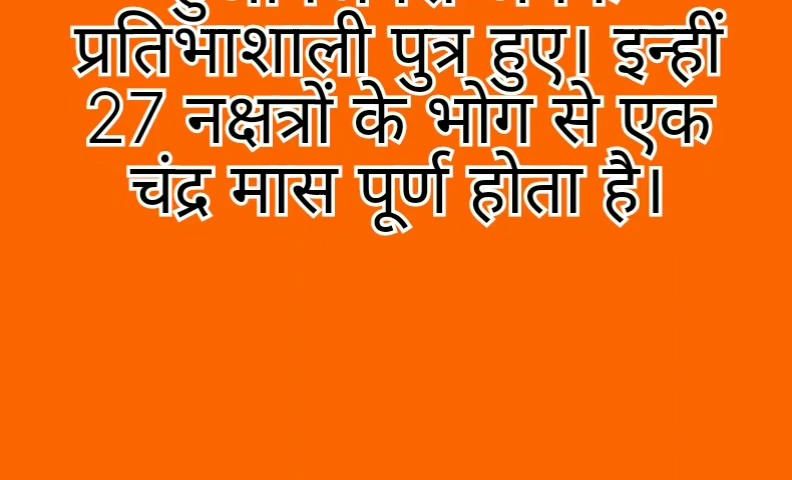 प्रतिभाशाली पुत्र हुए। इन्हीं
27 नक्षत्रों के भोग से एक
चंद्र मास पूर्ण होता है।